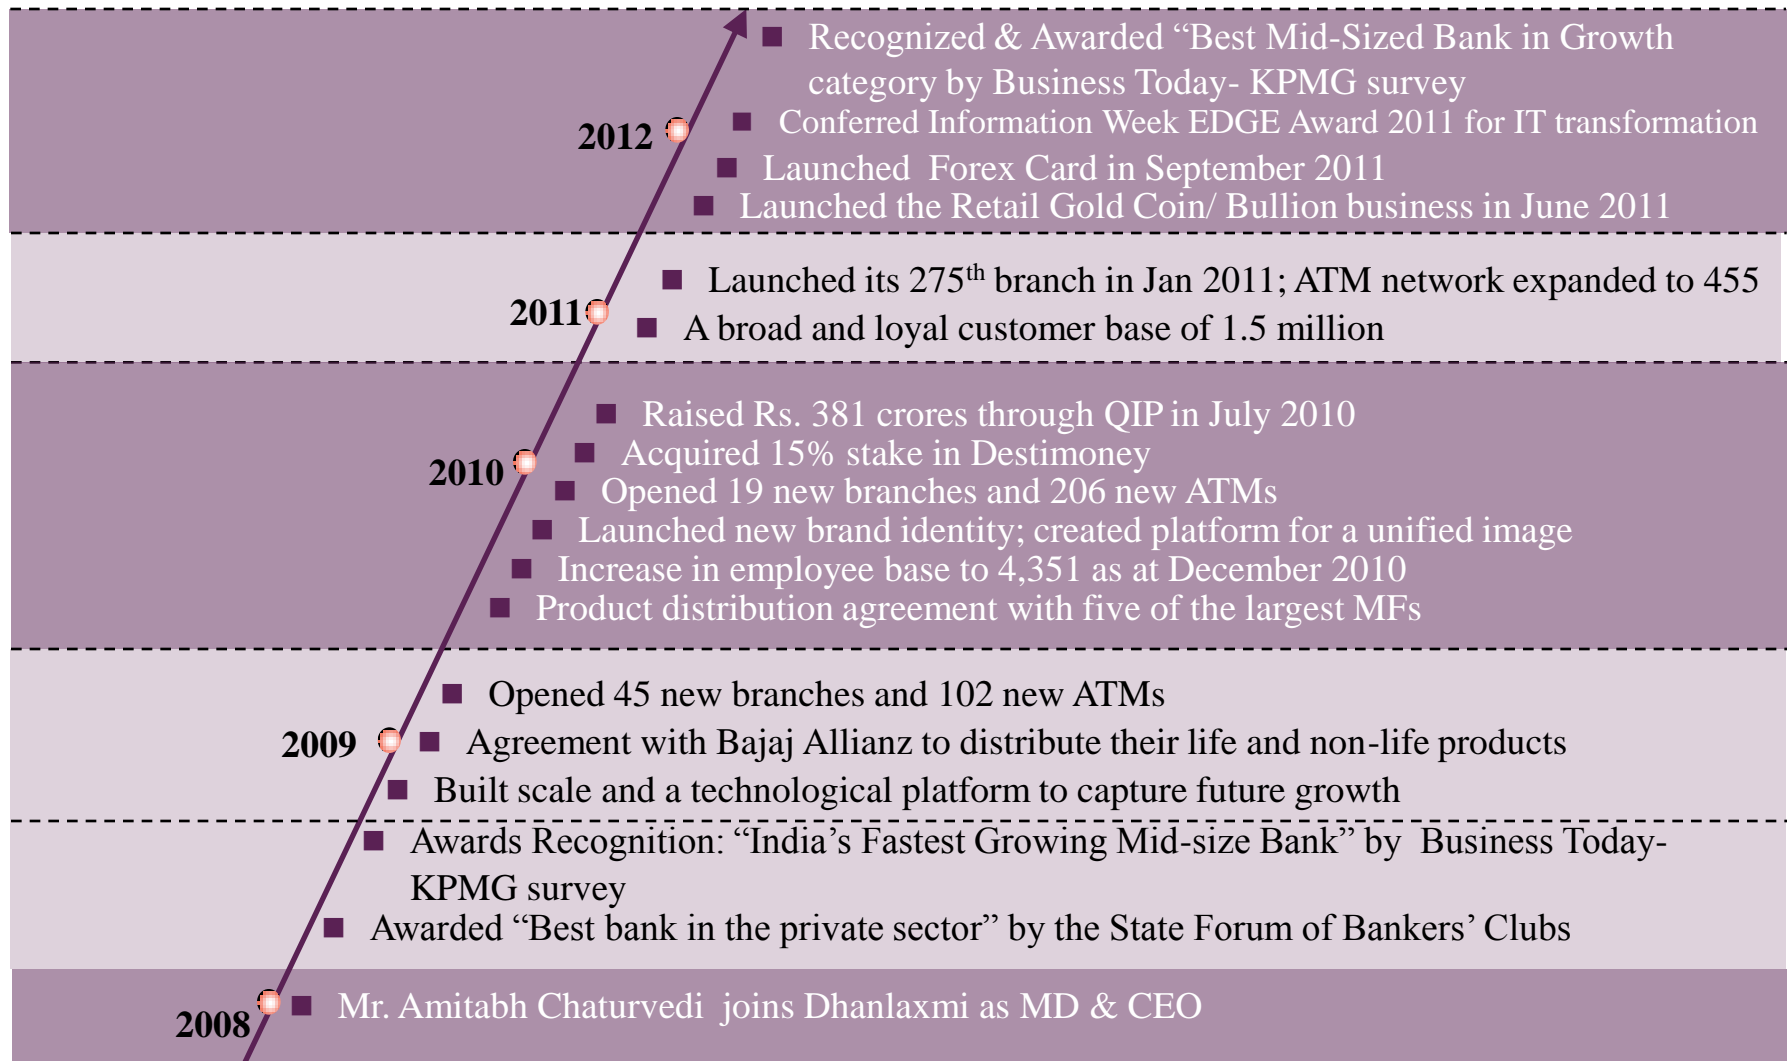 Recognized & Awarded “Best Mid-Sized Bank in Growth
category by Business Today- KPMG survey
2012
Conferred Information Week EDGE Award 2011 for IT transformation
Launched Forex Card in September 2011
Launched the Retail Gold Coin/ Bullion business in June 2011
Launched its 275th branch in Jan 2011; ATM network expanded to 455
2011
A broad and loyal customer base of 1.5 million
Raised Rs. 381 crores through QIP in July 2010
Acquired 15% stake in Destimoney
2010
Opened 19 new branches and 206 new ATMs
Launched new brand identity; created platform for a unified image
Increase in employee base to 4,351 as at December 2010
Product distribution agreement with five of the largest MFs
Opened 45 new branches and 102 new ATMs
2009
Agreement with Bajaj Allianz to distribute their life and non-life products
Built scale and a technological platform to capture future growth
Awards Recognition: “India’s Fastest Growing Mid-size Bank” by Business Today-
KPMG survey
Awarded “Best bank in the private sector” by the State Forum of Bankers’ Clubs
2008
Mr. Amitabh Chaturvedi joins Dhanlaxmi as MD & CEO